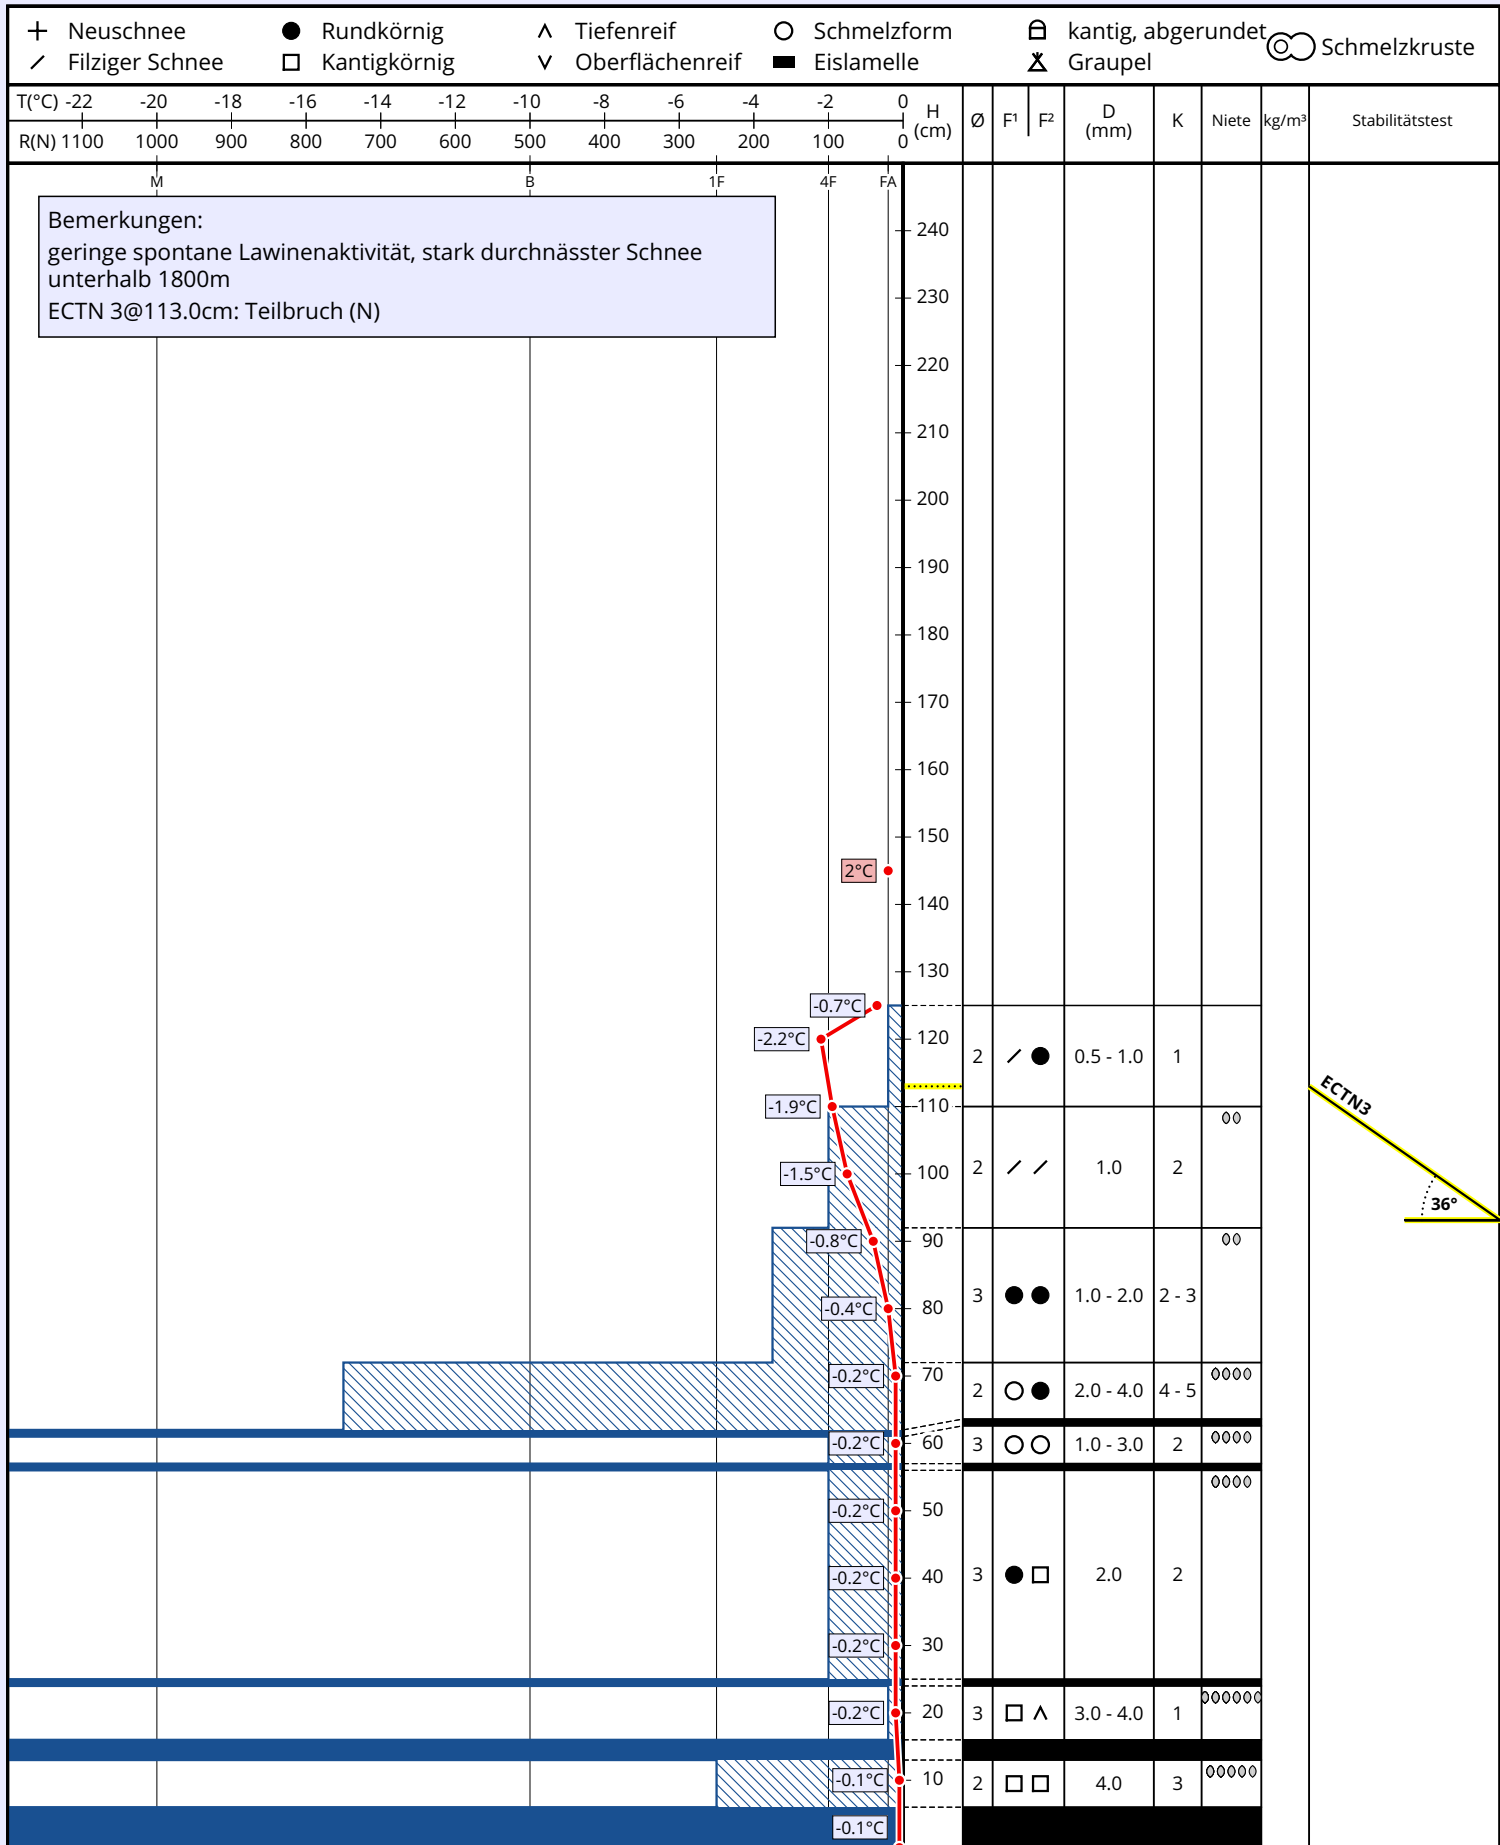 Neuschnee Rundkörnig Tiefenreif Schmelzform kantig, abgerundet Schmelzkruste
Filziger Schnee Kantigkörnig Oberflächenreif Eislamelle Graupel
T(°C) -22 -20 -18 -16 -14 -12 -10 -8 -6 -4 -2 0
R(N) 1100 1000 900 800 700 600 500 400 300 200 100 0
H (cm) Ø F¹ F² D (mm) K Niete kg/m³ Stabilitätstest
M B 1F 4F FA
Bemerkungen:
geringe spontane Lawinenaktivität, stark durchnässter Schnee
unterhalb 1800m
ECTN 3@113.0cm: Teilbruch (N)
240
230
220
210
200
190
180
170
160
150
2°C
140
130
-0.7°C
-2.2°C 120
2 0.5 - 1.0 1
-1.9°C 110
ECTN3
-1.5°C 100
2 1.0 2
36°
-0.8°C 90
3 1.0 - 2.0 2 - 3
-0.4°C 80
-0.2°C 70
2 2.0 - 4.0 4 - 5
-0.2°C 60 3 1.0 - 3.0 2
-0.2°C 50
-0.2°C 40 3 2.0 2
-0.2°C 30
-0.2°C 20 3 3.0 - 4.0 1
-0.1°C 10 2 4.0 3
-0.1°C